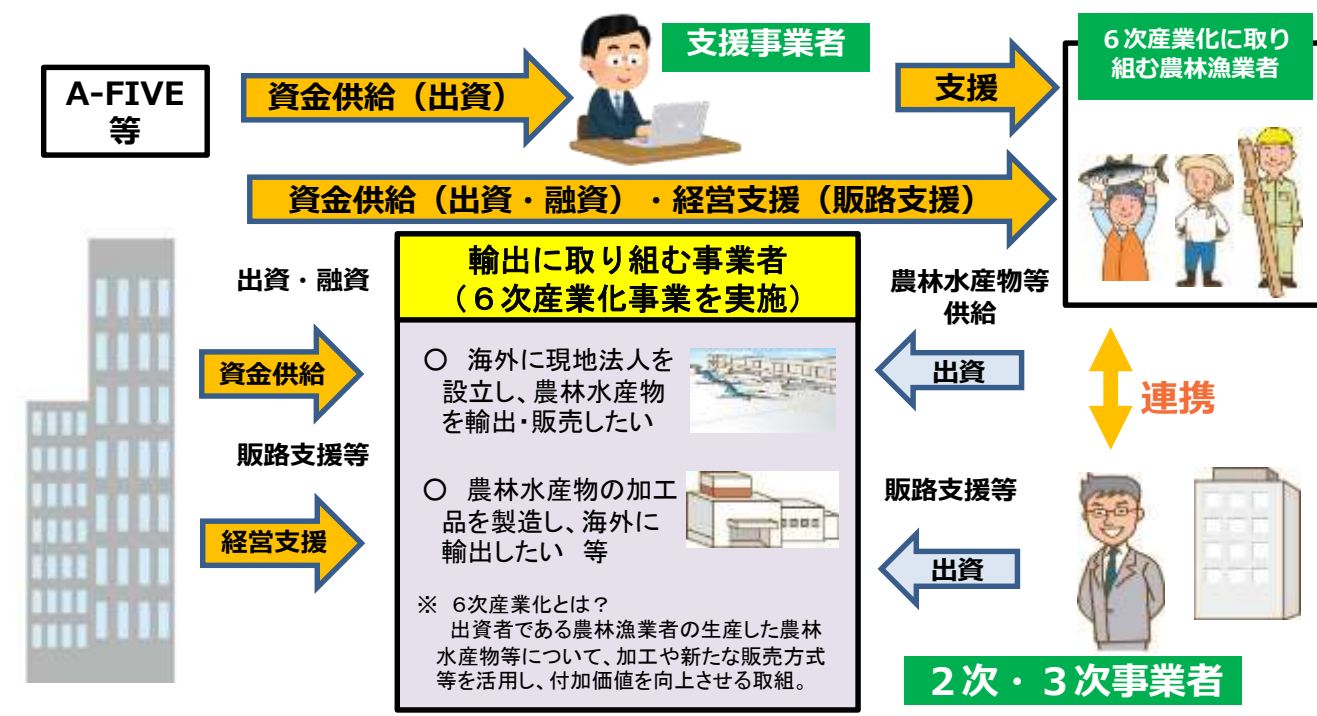 A-FIVE
等
資金供給（出資）
支援事業者
支援
６次産業化に取り
組む農林漁業者
資金供給（出資・融資）・経営支援（販路支援）
出資・融資
資金供給
販路支援等
経営支援
輸出に取り組む事業者
（６次産業化事業を実施）
○　海外に現地法人を
設立し、農林水産物
を輸出・販売したい
○　農林水産物の加工
品を製造し、海外に
輸出したい　等
※　６次産業化とは？
出資者である農林漁業者の生産した農林
水産物等について、加工や新たな販売方式
等を活用し、付加価値を向上させる取組。
農林水産物等
供給
出資
連携
販路支援等
出資
２次・３次事業者